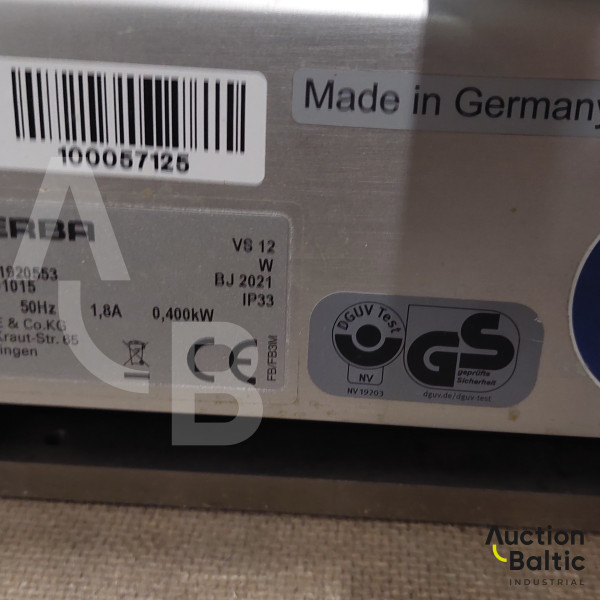 100057125
Made in Germany
ERBA
VS 12
W
1920553
BJ 2021
1015
IP33
50Hz 1,8A 0,400kW
E & Co.KG
Kraut-Str. 65
ingen
CE
FB/FB3M
DGUV Test
NV
NV 19203
GS
geprüfte
Sicherheit
dguv.de/dguv-test
A
B
Auction
Baltic
INDUSTRIAL